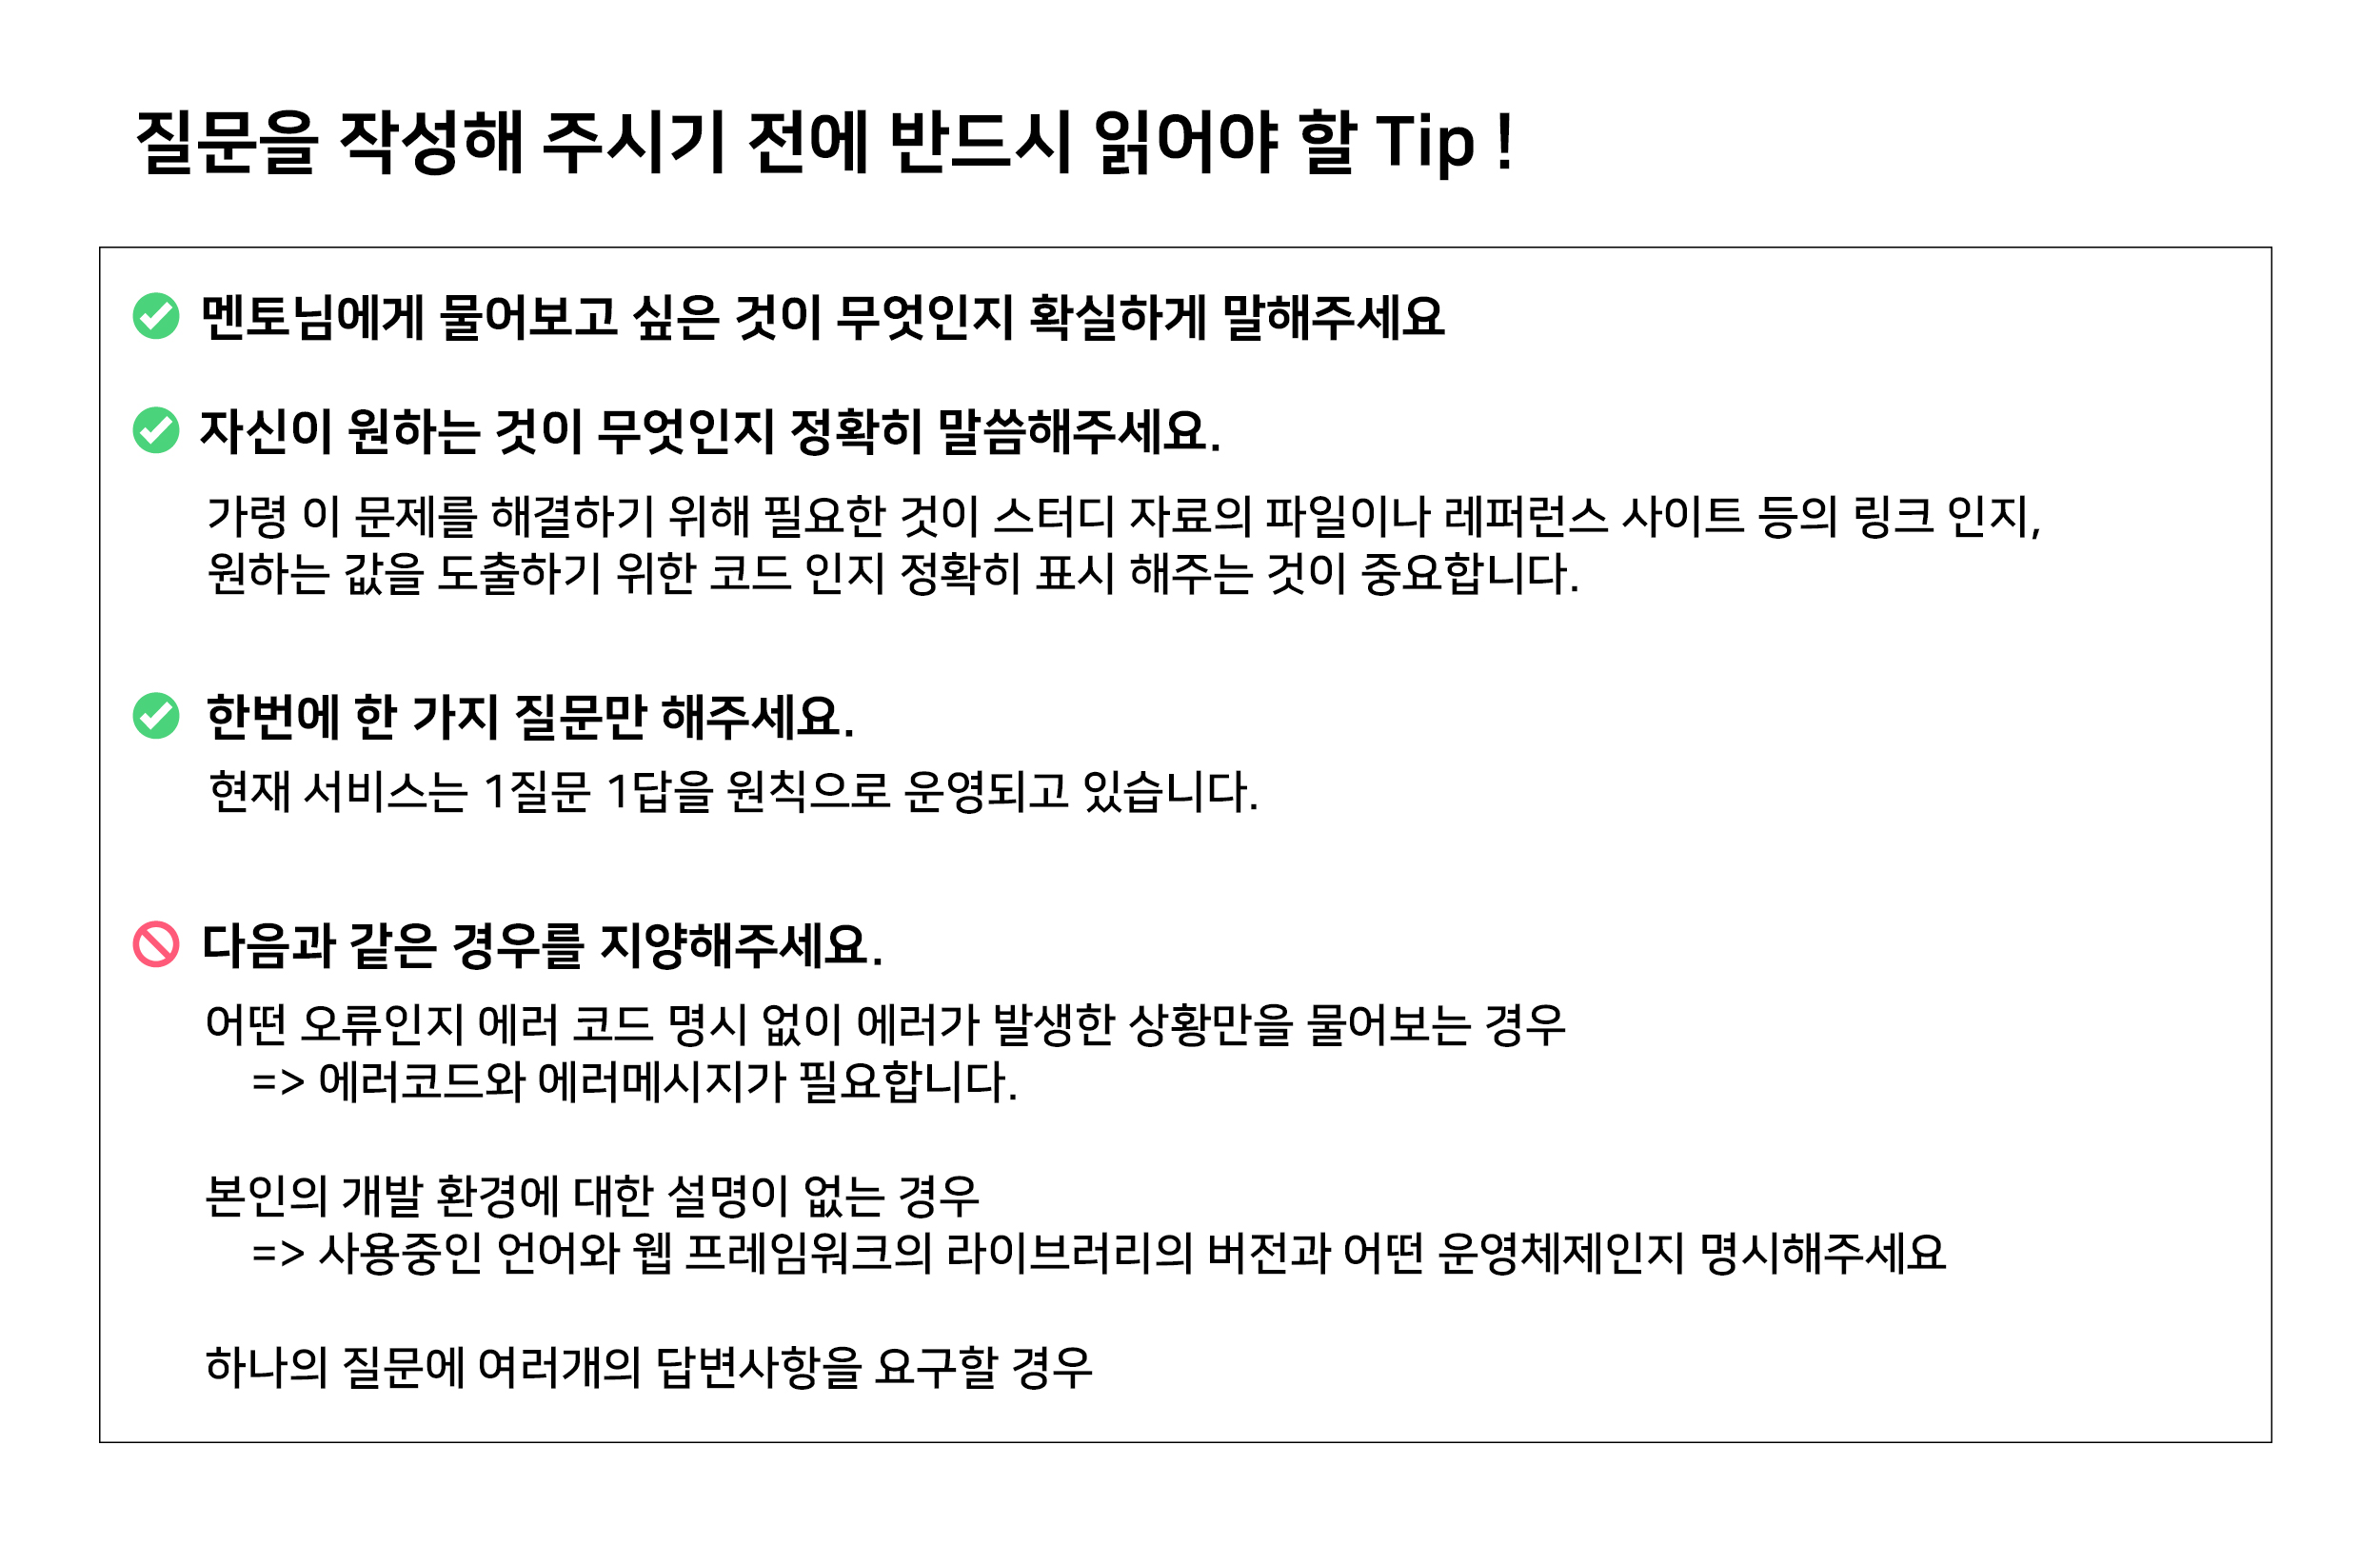 질문을 작성해 주시기 전에 반드시 읽어야 할 Tip !
멘토님에게 물어보고 싶은 것이 무엇인지 확실하게 말해주세요
자신이 원하는 것이 무엇인지 정확히 말씀해주세요.
가령 이 문제를 해결하기 위해 필요한 것이 스터디 자료의 파일이나 레퍼런스 사이트 등의 링크 인지,
원하는 값을 도출하기 위한 코드 인지 정확히 표시 해주는 것이 중요합니다.
한번에 한 가지 질문만 해주세요.
현재 서비스는 1질문 1답을 원칙으로 운영되고 있습니다.
다음과 같은 경우를 지양해주세요.
어떤 오류인지 에러 코드 명시 없이 에러가 발생한 상황만을 물어보는 경우
=> 에러코드와 에러메시지가 필요합니다.
본인의 개발 환경에 대한 설명이 없는 경우
=> 사용중인 언어와 웹 프레임워크의 라이브러리의 버전과 어떤 운영체제인지 명시해주세요
하나의 질문에 여러개의 답변사항을 요구할 경우